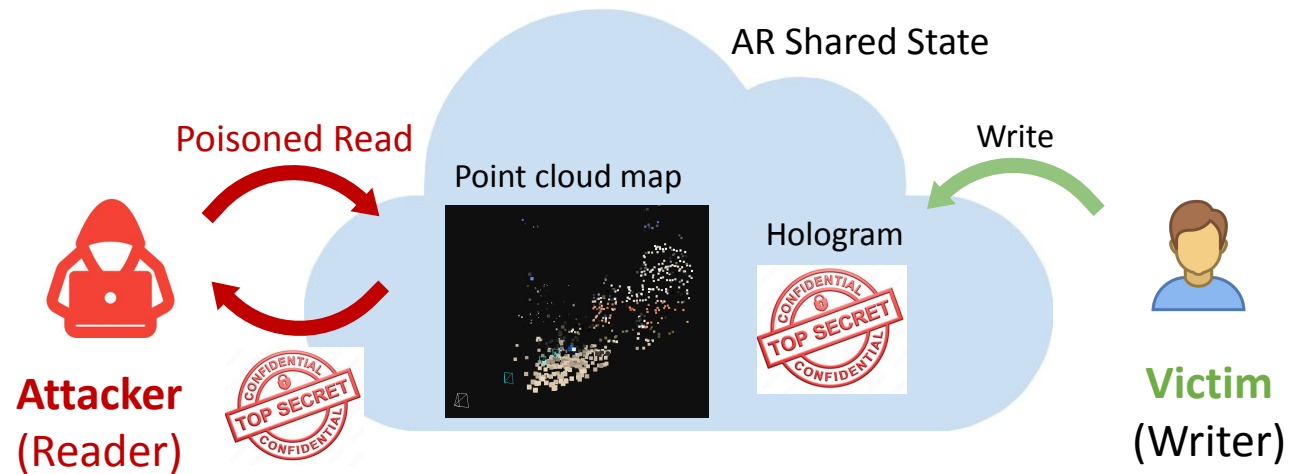 AR Shared State
Poisoned Read
Write
Point cloud map
Hologram
CONFIDENTIAL
TOP SECRET
CONFIDENTIAL
CONFIDENTIAL
TOP SECRET
CONFIDENTIAL
Attacker
(Reader)
Victim
(Writer)